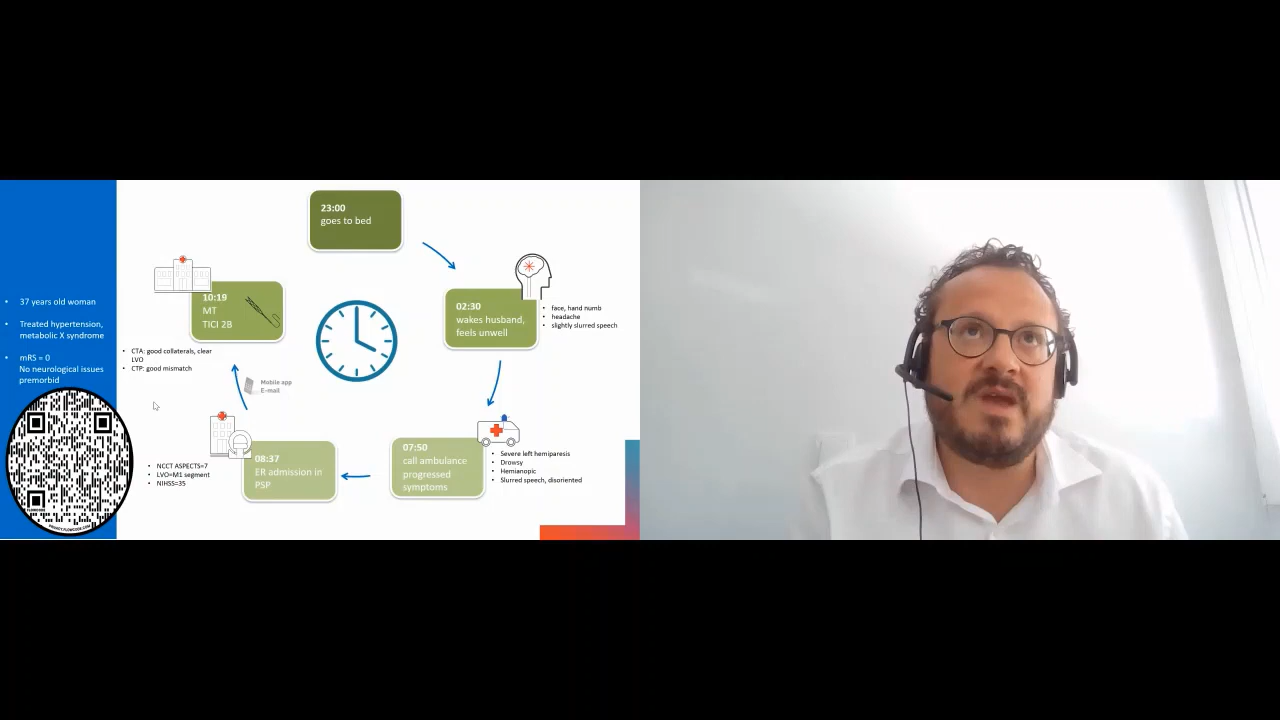 23:00
goes to bed
02:30
wakes husband,
feels unwell
face, hand numb
headache
slightly slurred speech
07:50
call ambulance
progressed
symptoms
Severe left hemiparesis
Drowsy
Hemianopic
Slurred speech, disoriented
08:37
ER admission in
PSP
NCCT ASPECTS=7
LVO=M1 segment
NIHSS=35
Mobile app
E-mail
10:19
MT
TICI 2B
CTA: good collaterals, clear
LVO
CTP: good mismatch
37 years old woman
Treated hypertension,
metabolic X syndrome
mRS = 0
No neurological issues
premorbid